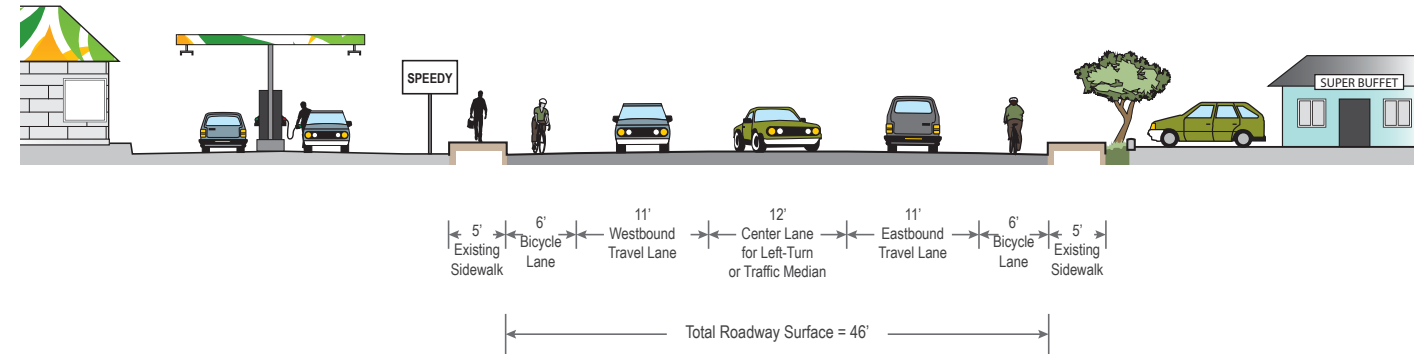 SPEEDY
SUPER BUFFET
5’
Existing
Sidewalk
6’
Bicycle
Lane
11’
Westbound
Travel Lane
12’
Center Lane
for Left-Turn
or Traffic Median
11’
Eastbound
Travel Lane
6’
Bicycle
Lane
5’
Existing
Sidewalk
Total Roadway Surface = 46’